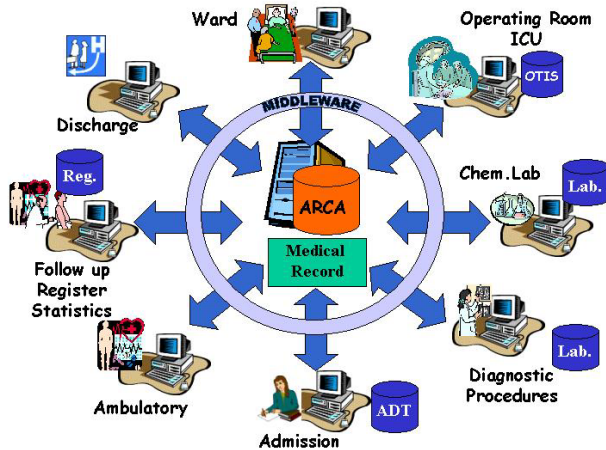 Ward
Operating Room
ICU
OTIS
H
Discharge
MIDDLEWARE
Reg.
ARCA
Chem.Lab
Lab.
Medical
Record
Follow up
Register
Statistics
Lab.
Diagnostic
Procedures
Ambulatory
ADT
Admission